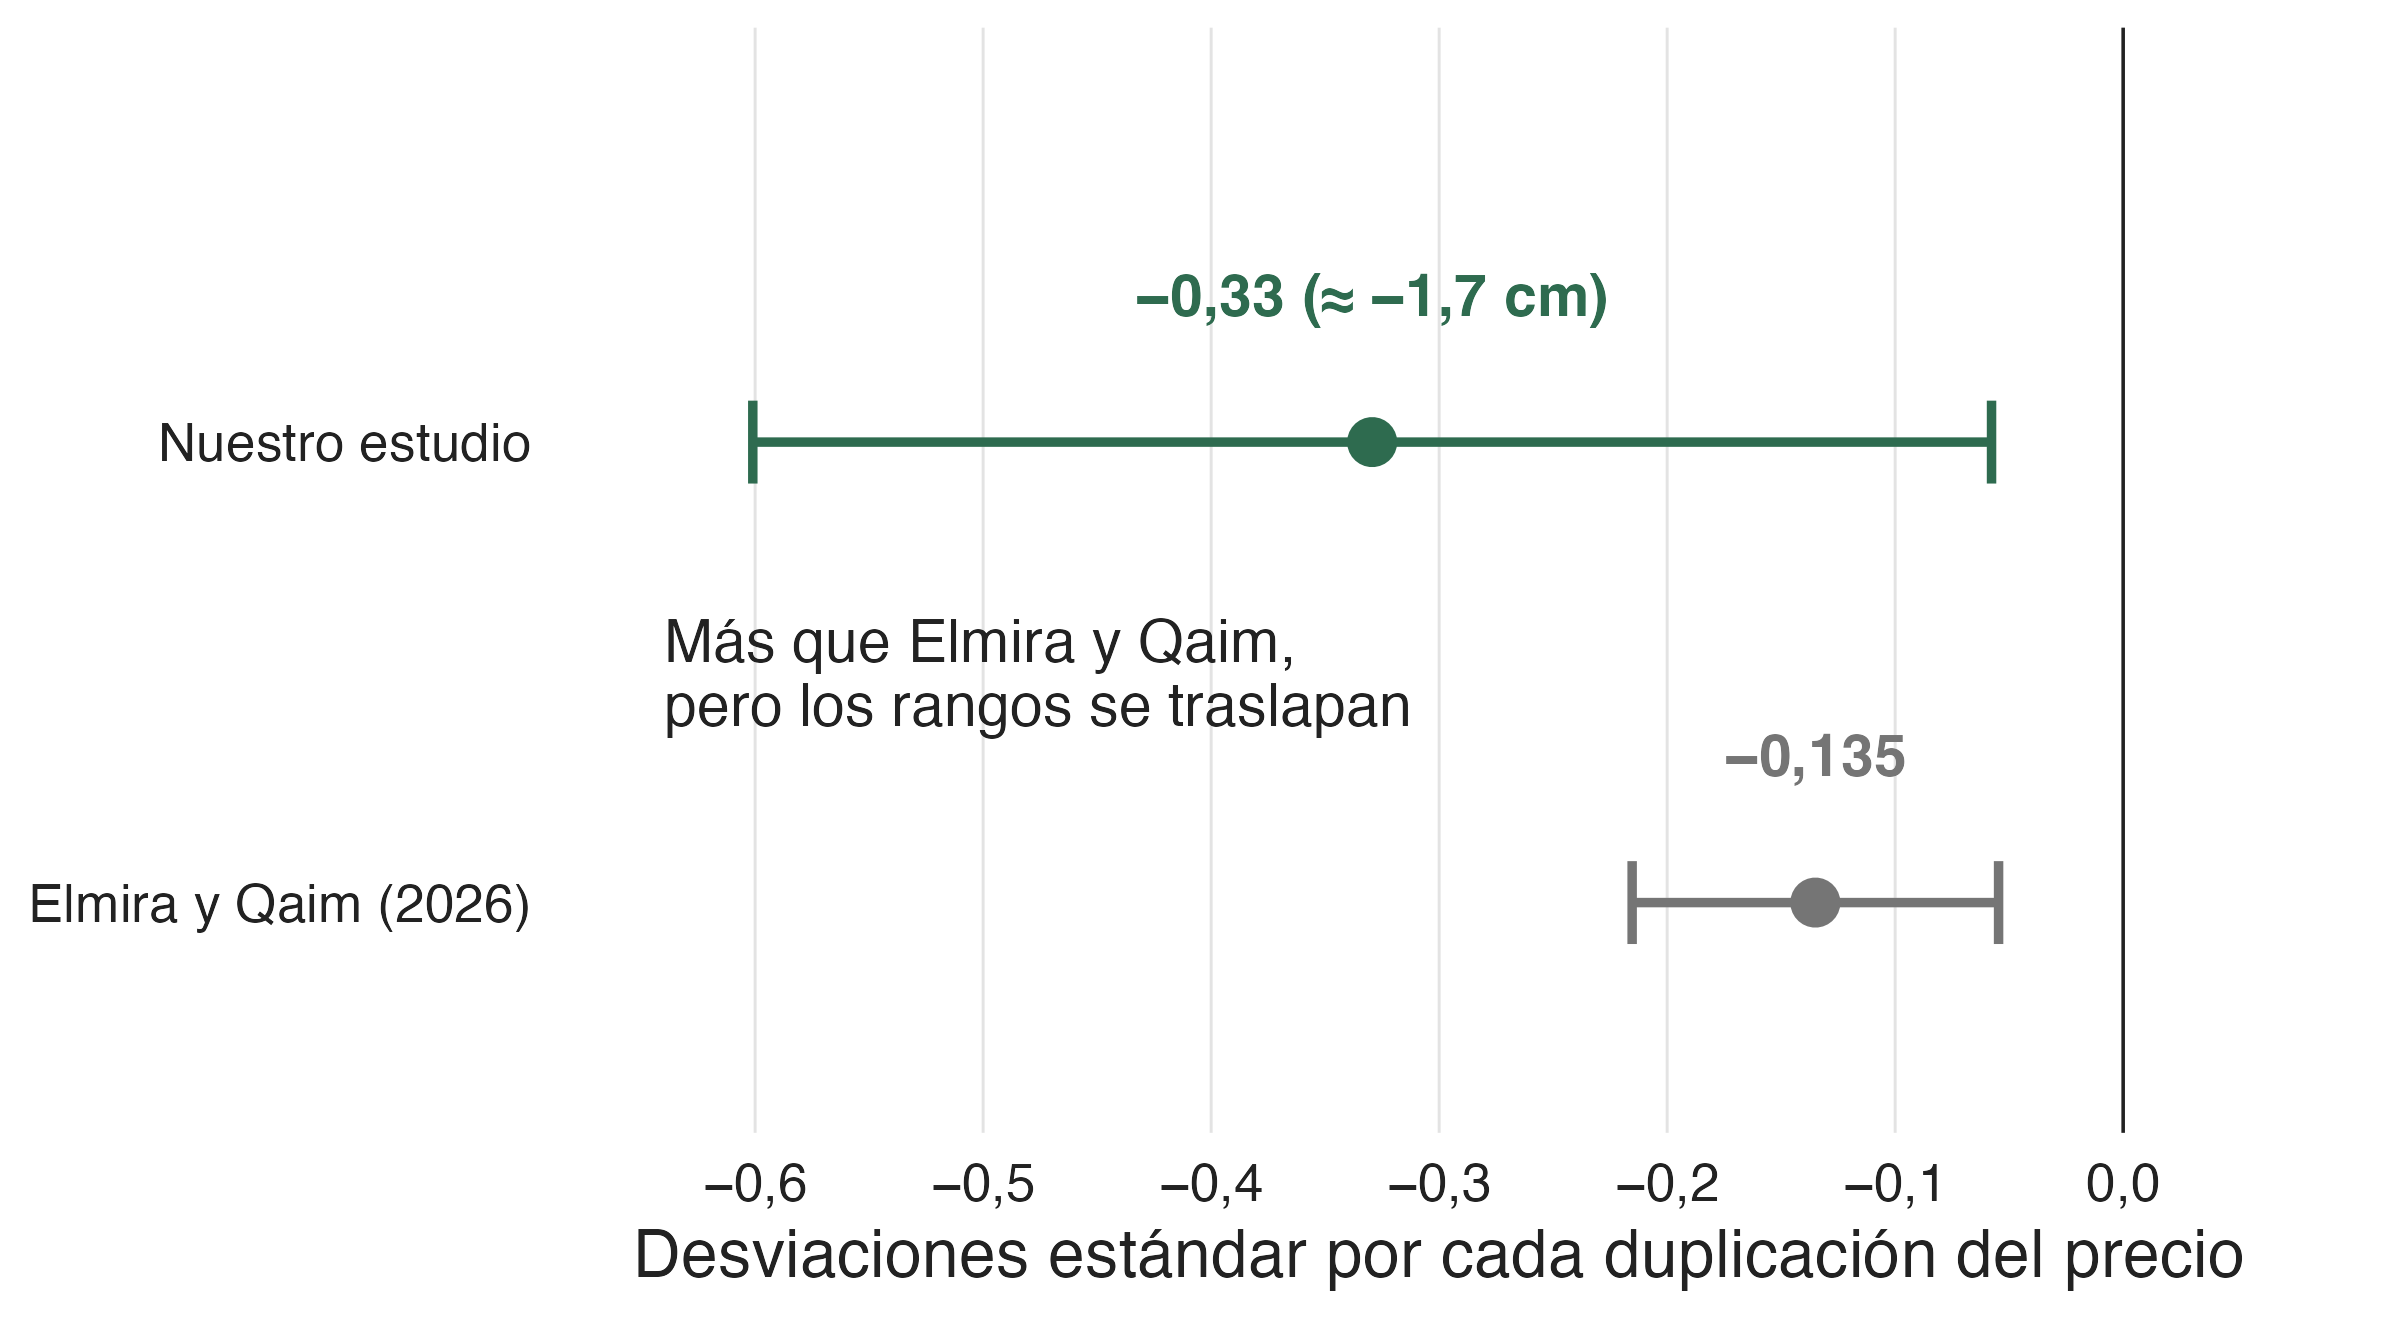 −0,33 (≈ −1,7 cm)
Nuestro estudio
Más que Elmira y Qaim,
pero los rangos se traslapan
−0,135
Elmira y Qaim (2026)
−0,6 −0,5 −0,4 −0,3 −0,2 −0,1 0,0
Desviaciones estándar por cada duplicación del precio